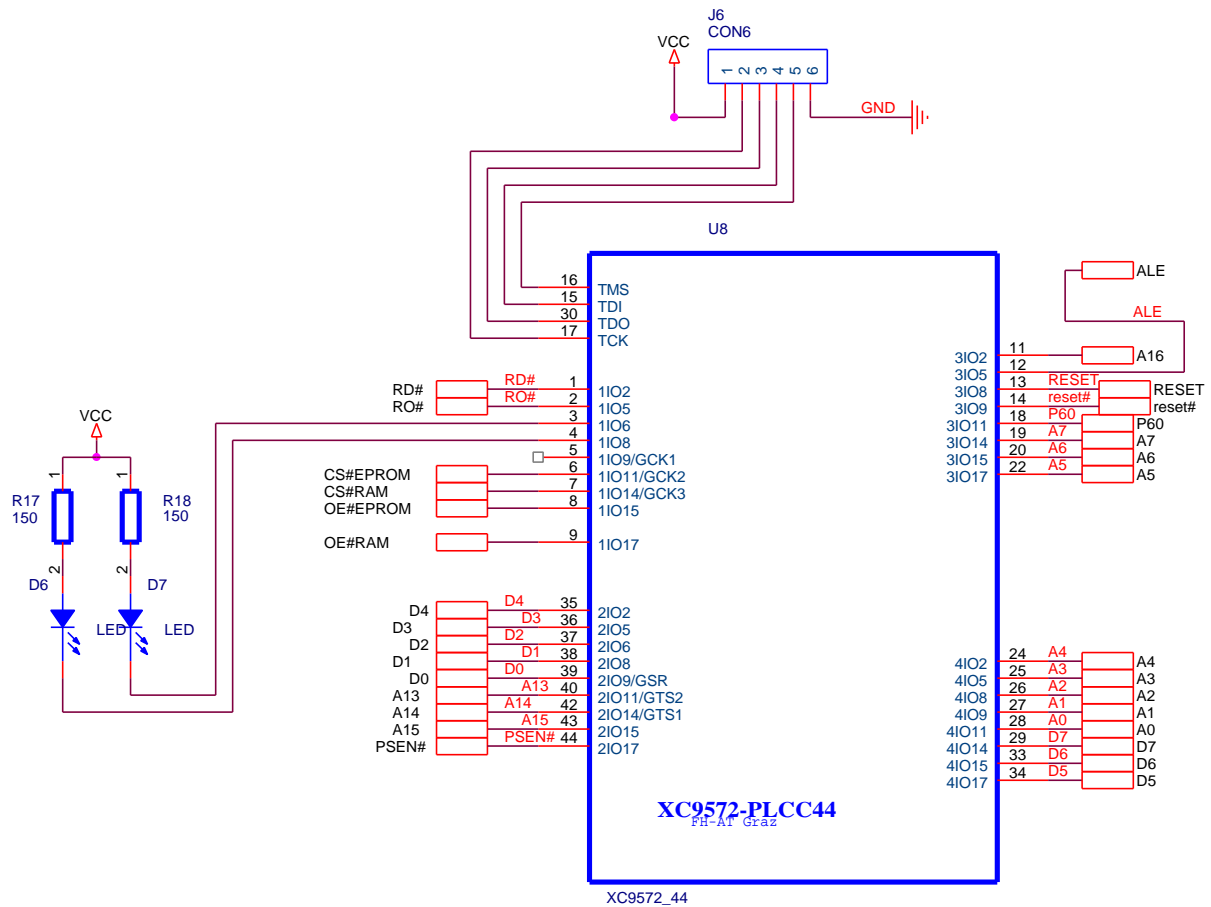 J6
CON6
VCC
1 2 3 4 5 6
GND
U8
16 TMS
15 TDI
30 TDO
17 TCK
ALE
ALE
11 3IO2 A16
12 3IO5
13 3IO8 RESET RESET
14 3IO9 reset# reset#
18 3IO11 P60 P60
19 3IO14 A7 A7
20 3IO15 A6 A6
22 3IO17 A5 A5
RD# RD# 1 1IO2
RO# RO# 2 1IO5
3 1IO6
4 1IO8
5 1IO9/GCK1
CS#EPROM 6 1IO11/GCK2
CS#RAM 7 1IO14/GCK3
OE#EPROM 8 1IO15
OE#RAM 9 1IO17
VCC
1 1
R17
150
R18
150
2 2
D6 D7
LED LED
D4 D4 35 2IO2
D3 D3 36 2IO5
D2 D2 37 2IO6
D1 D1 38 2IO8
D0 D0 39 2IO9/GSR
A13 A13 40 2IO11/GTS2
A14 A14 42 2IO14/GTS1
A15 A15 43 2IO15
PSEN# PSEN# 44 2IO17
24 4IO2 A4 A4
25 4IO5 A3 A3
26 4IO8 A2 A2
27 4IO9 A1 A1
28 4IO11 A0 A0
29 4IO14 D7 D7
33 4IO15 D6 D6
34 4IO17 D5 D5
XC9572-PLCC44
FH-AT Graz
XC9572_44